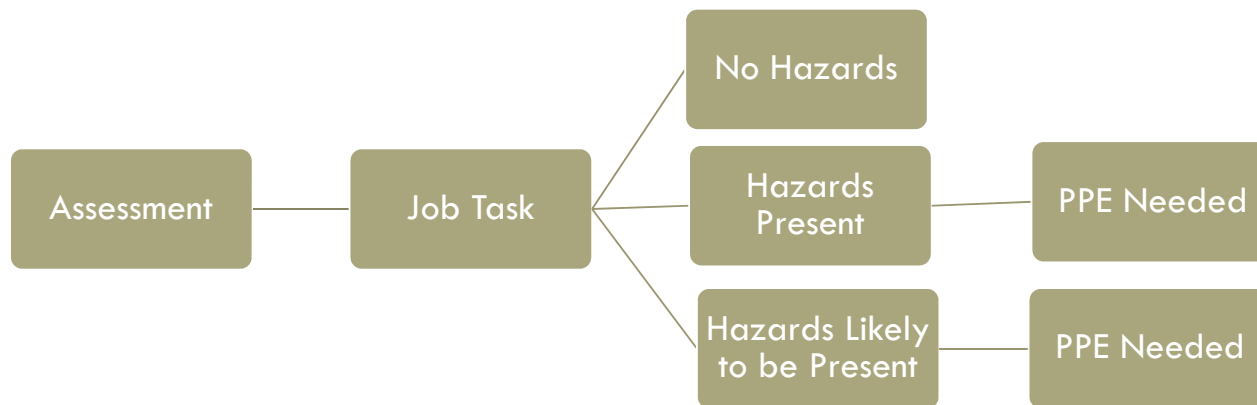 No Hazards
Assessment
Job Task
Hazards
Present
PPE Needed
Hazards Likely
to be Present
PPE Needed